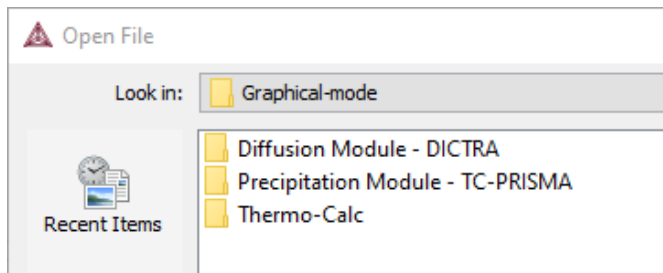 Open File
Look in: Graphical-mode
Diffusion Module - DICTRA
Precipitation Module - TC-PRISMA
Thermo-Calc
Recent Items